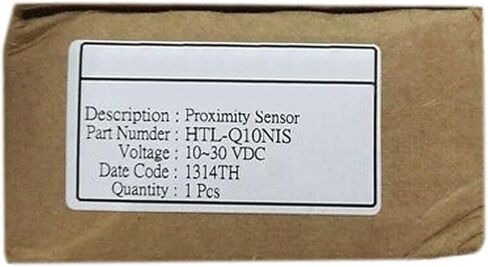 Description : Proximity Sensor
Part Numder : HTL-Q10NIS
Voltage : 10~30 VDC
Date Code : 1314TH
Quantity : 1 Pcs